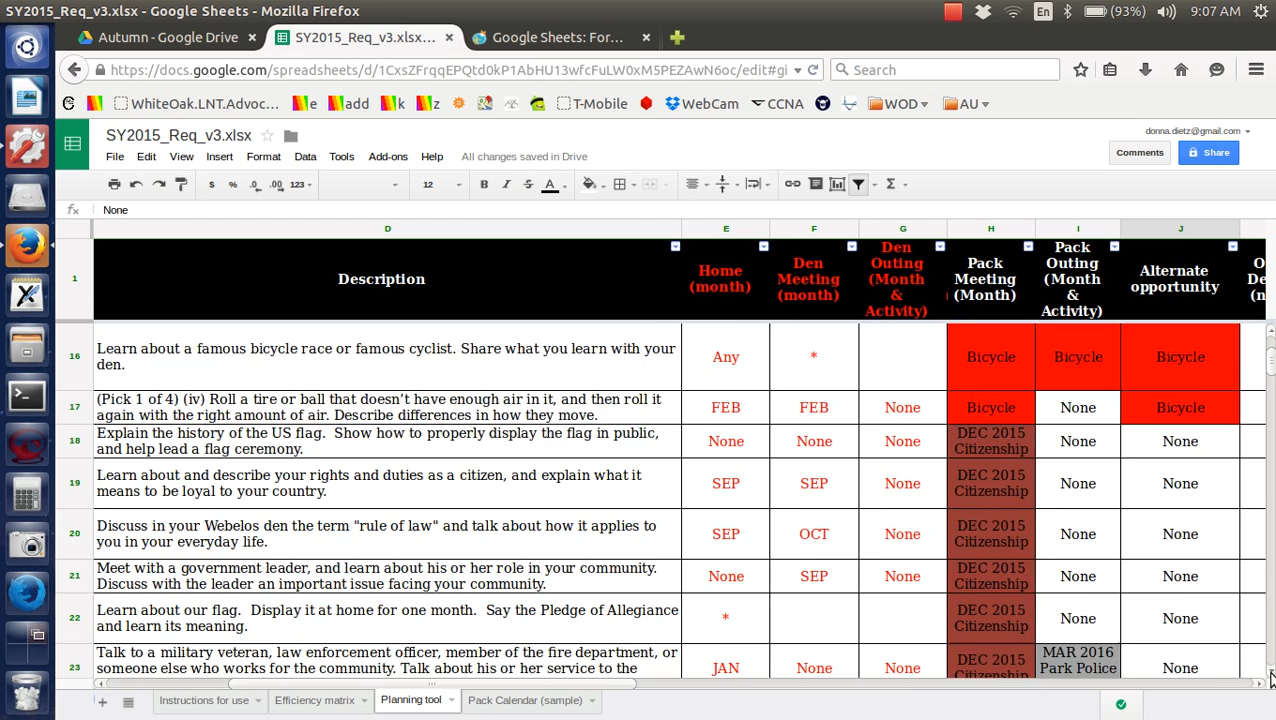 SY2015_Req_v3.xlsx - Google Sheets - Mozilla Firefox
En
(93%)
9:07 AM
Autumn - Google Drive
SY2015_Req_v3.xlsx...
Google Sheets: For...
https://docs.google.com/spreadsheets/d/1CxsZFrqqEPQtd0kP1AbHU13wfcFuLW0xM5PEZAwN6oc/edit#gi
Search
WhiteOak.LNT.Advoc...
e
add
k
z
T-Mobile
WebCam
CCNA
WOD
AU
SY2015_Req_v3.xlsx
donna.dietz@gmail.com
File Edit View Insert Format Data Tools Add-ons Help All changes saved in Drive
Comments
Share
$ % .0 .00 123 12 B I S A Σ
fx None
D E F G H I J
1 Description
Home (month)
Den Meeting (month)
Den Outing (Month & Activity)
Pack Meeting (Month)
Pack Outing (Month & Activity)
Alternate opportunity
16 Learn about a famous bicycle race or famous cyclist. Share what you learn with your
den. Any * Bicycle Bicycle Bicycle
17 (Pick 1 of 4) (iv) Roll a tire or ball that doesn't have enough air in it, and then roll it
again with the right amount of air. Describe differences in how they move. FEB FEB None Bicycle None Bicycle
18 Explain the history of the US flag. Show how to properly display the flag in public,
and help lead a flag ceremony. None None None DEC 2015 Citizenship None None
19 Learn about and describe your rights and duties as a citizen, and explain what it
means to be loyal to your country. SEP SEP None DEC 2015 Citizenship None None
20 Discuss in your Webelos den the term "rule of law" and talk about how it applies to
you in your everyday life. SEP OCT None DEC 2015 Citizenship None None
21 Meet with a government leader, and learn about his or her role in your community.
Discuss with the leader an important issue facing your community. None SEP None DEC 2015 Citizenship None None
22 Learn about our flag. Display it at home for one month. Say the Pledge of Allegiance
and learn its meaning. * DEC 2015 Citizenship None None
23 Talk to a military veteran, law enforcement officer, member of the fire department, or
someone else who works for the community. Talk about his or her service to the JAN None None DEC 2015 Citizenship MAR 2016 Park Police None
Instructions for use Efficiency matrix Planning tool Pack Calendar (sample)